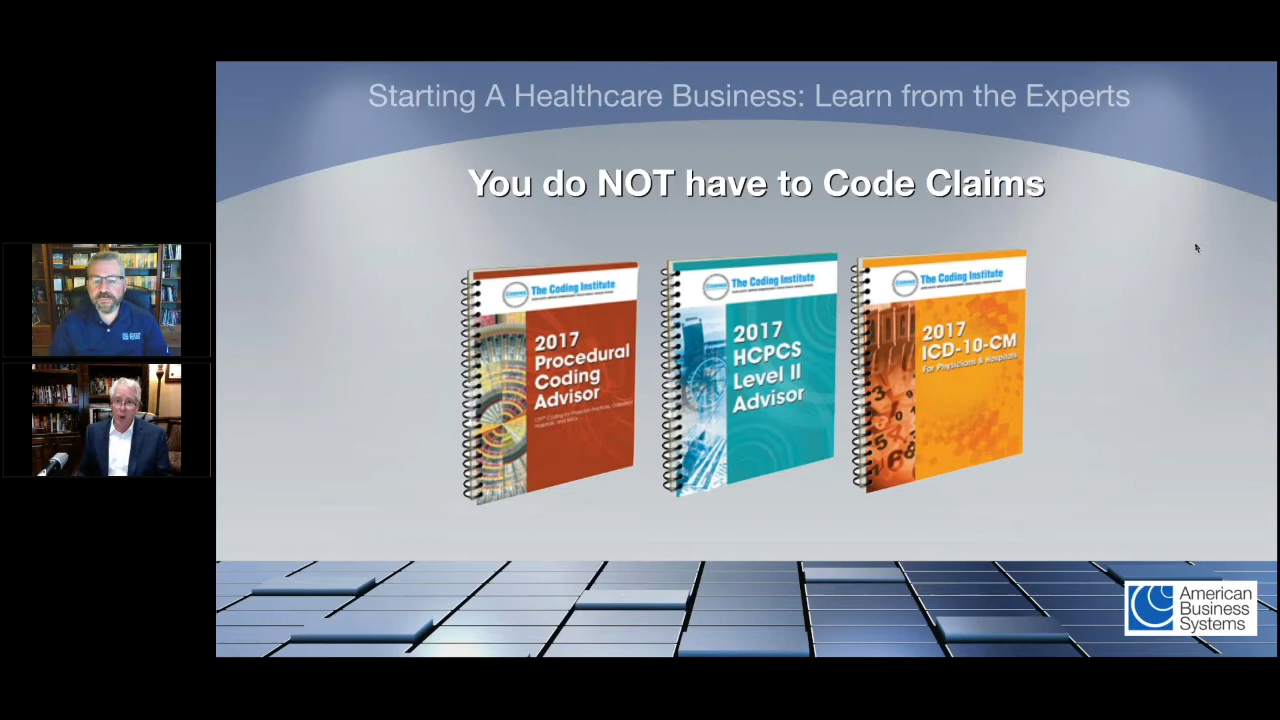 Starting A Healthcare Business: Learn from the Experts
You do NOT have to Code Claims
The Coding Institute
2017
Procedural
Coding
Advisor
The Coding Institute
2017
HCPCS
Level II
Advisor
The Coding Institute
2017
ICD-10-CM
For Physicians & Hospitals
American
Business
Systems